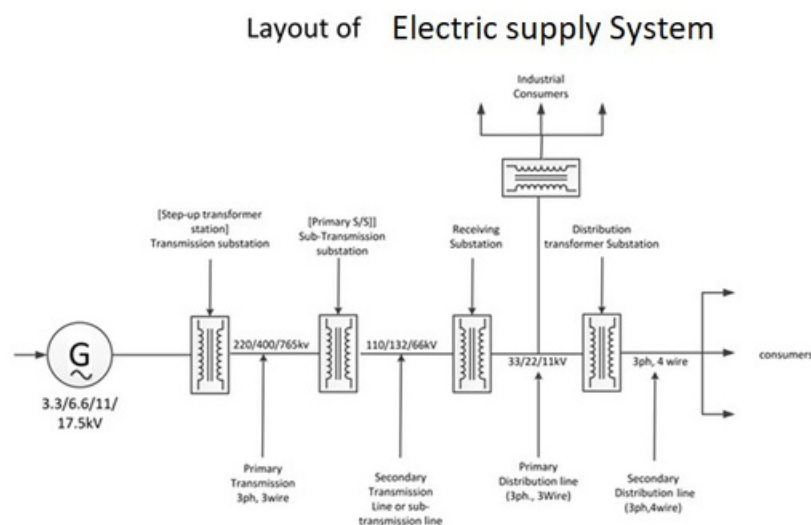 Layout of Electric supply System
Industrial
Consumers
[Step-up transformer
station]
Transmission substation
[Primary S/S]]
Sub-Transmission
substation
Receiving
Substation
Distribution
transformer Substation
G
220/400/765kv
110/132/66kV
33/22/11kV
3ph, 4 wire
consumers
3.3/6.6/11/
17.5kV
Primary
Transmission
3ph, 3wire
Secondary
Transmission
Line or sub-
transmission line
Primary
Distribution line
(3ph., 3Wire)
Secondary
Distribution line
(3ph,4wire)